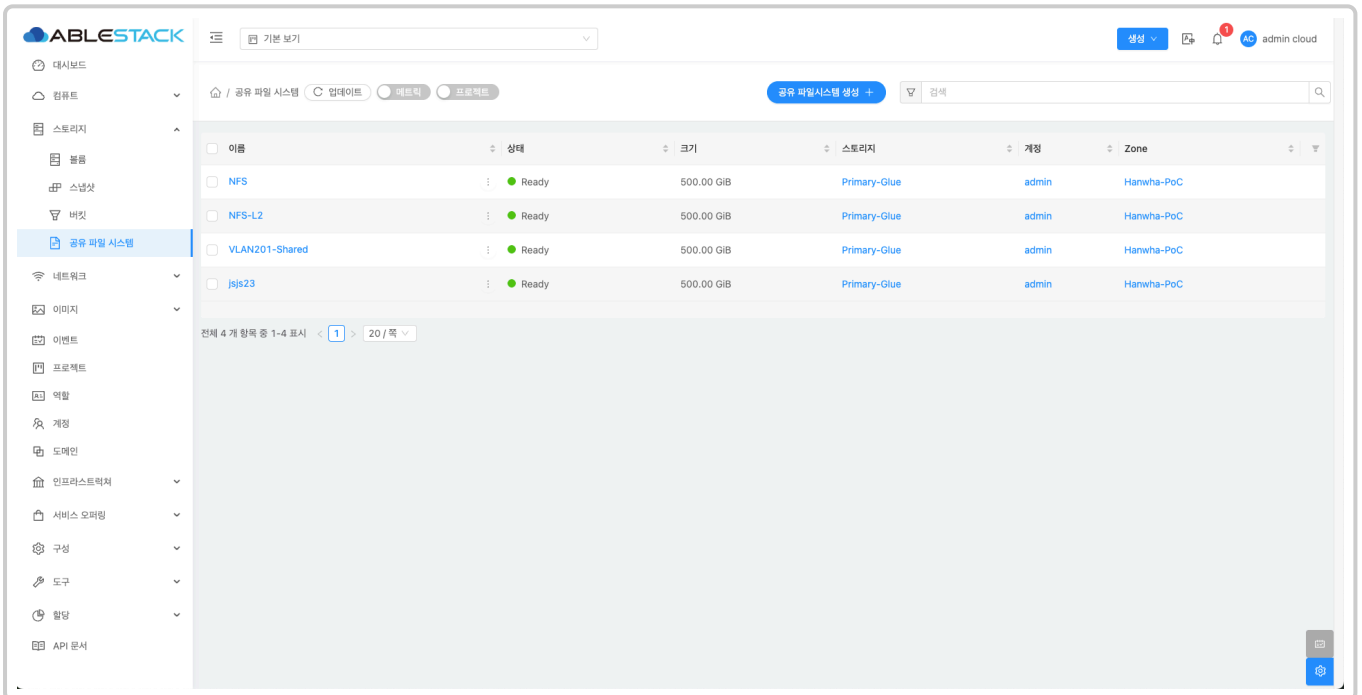 ABLESTACK
기본 보기
생성
1
AC admin cloud
대시보드
컴퓨트
스토리지
볼륨
스냅샷
버킷
공유 파일 시스템
네트워크
이미지
이벤트
프로젝트
역할
계정
도메인
인프라스트럭쳐
서비스 오퍼링
구성
도구
할당
API 문서
/ 공유 파일 시스템 업데이트 메트릭 프로젝트
공유 파일시스템 생성 +
검색
이름 상태 크기 스토리지 계정 Zone
NFS Ready 500.00 GiB Primary-Glue admin Hanwha-PoC
NFS-L2 Ready 500.00 GiB Primary-Glue admin Hanwha-PoC
VLAN201-Shared Ready 500.00 GiB Primary-Glue admin Hanwha-PoC
jsjs23 Ready 500.00 GiB Primary-Glue admin Hanwha-PoC
전체 4 개 항목 중 1-4 표시 < 1 > 20 / 쪽